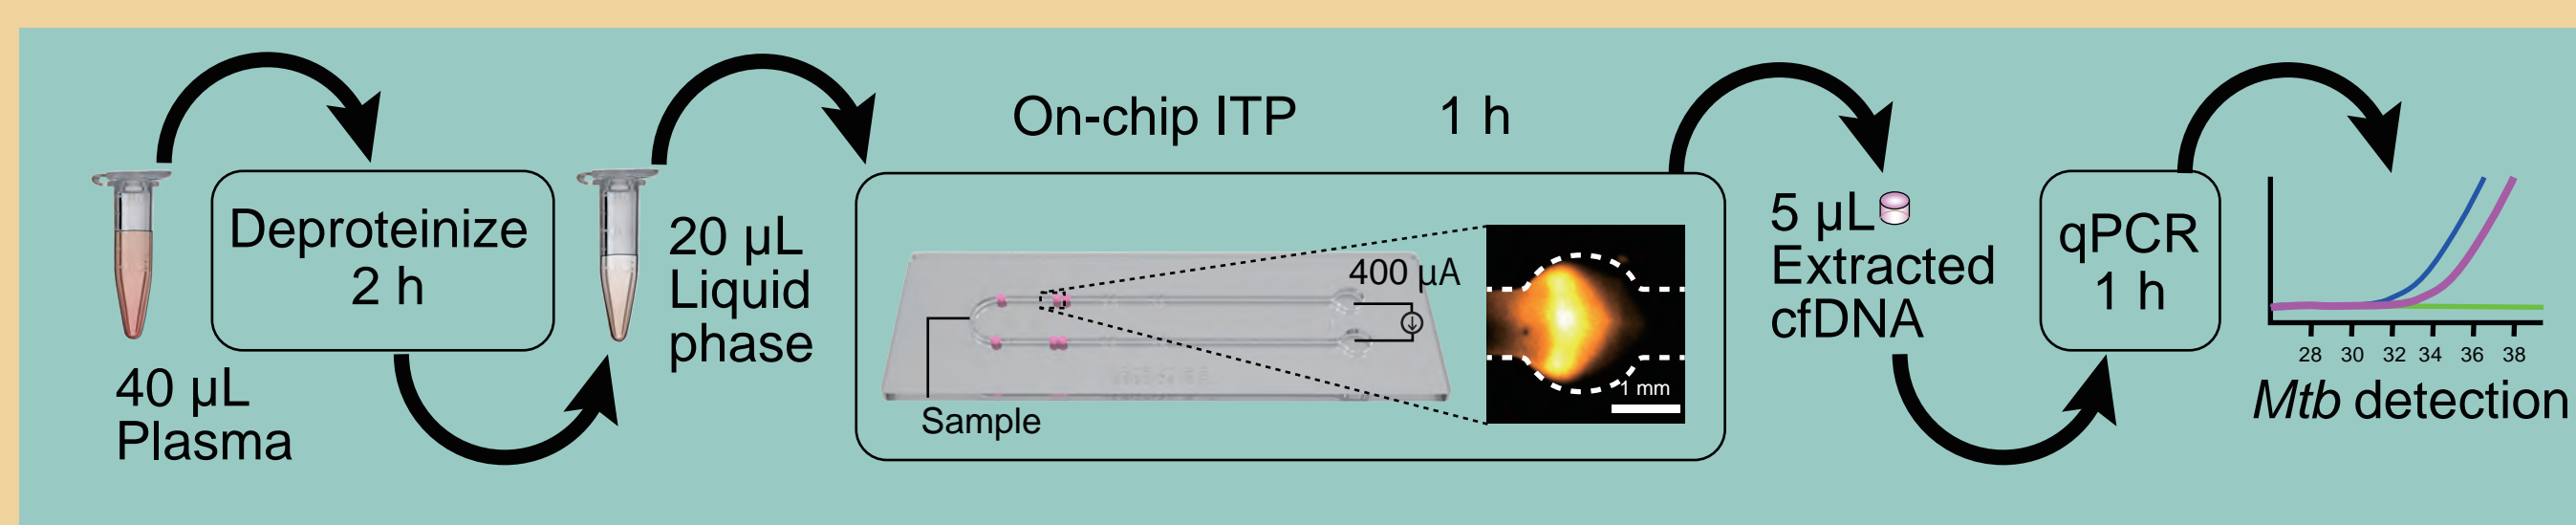 40 µL
Plasma
Deproteinize
2 h
20 µL
Liquid
phase
On-chip ITP 1 h
400 µA
Sample
1 mm
5 µL
Extracted
cfDNA
qPCR
1 h
28 30 32 34 36 38
Mtb detection